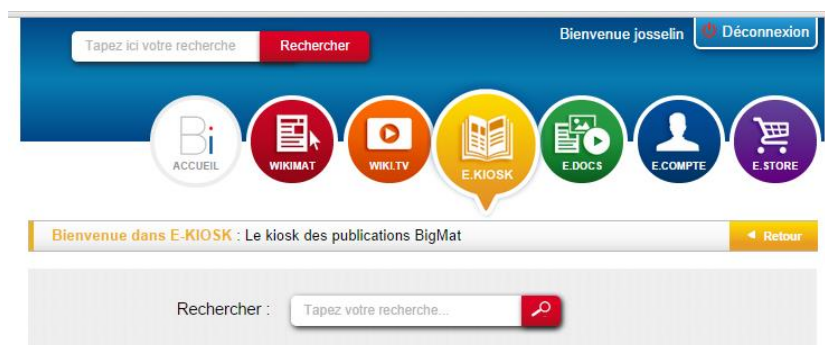 Tapez ici votre recherche Rechercher Bienvenue josselin Déconnexion
Bi
ACCUEIL WIKIMAT WIKI.TV E.KIOSK E.DOCS E.COMPTE E.STORE
Bienvenue dans E-KIOSK : Le kiosk des publications BigMat Retour
Rechercher : Tapez votre recherche...